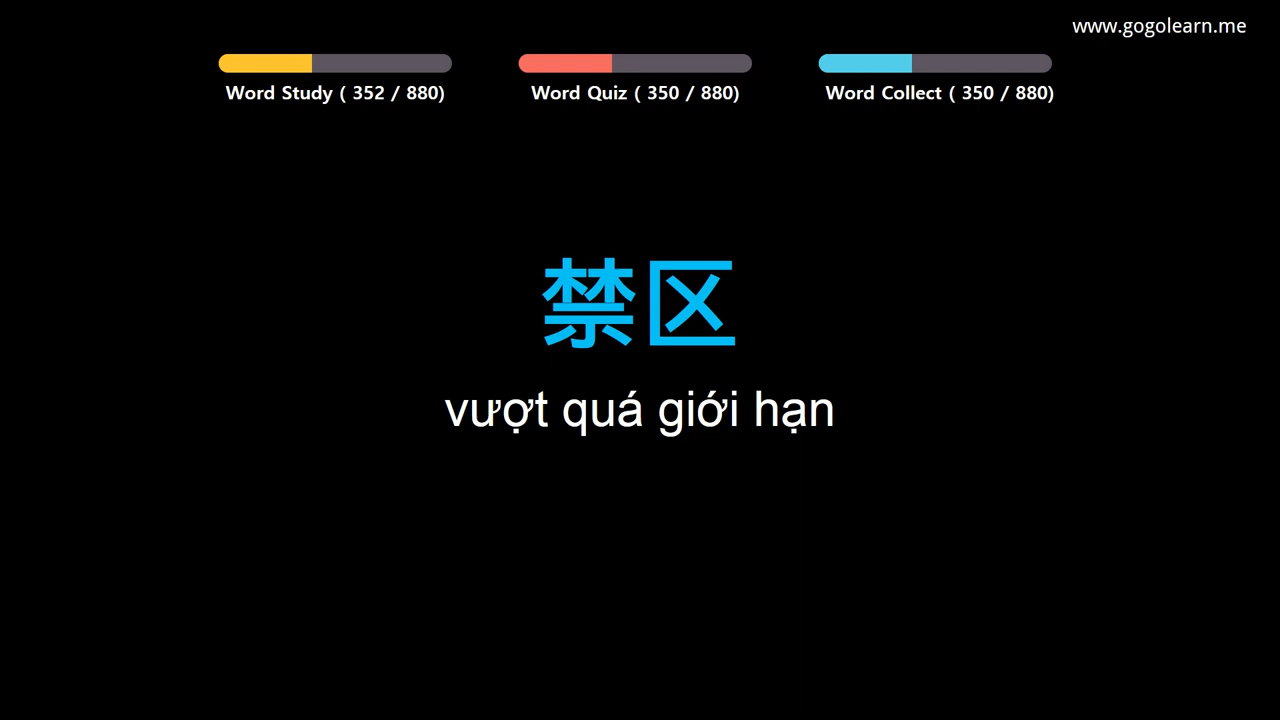 www.gogolearn.me
Word Study ( 352 / 880)
Word Quiz ( 350 / 880)
Word Collect ( 350 / 880)
禁区
vượt quá giới hạn